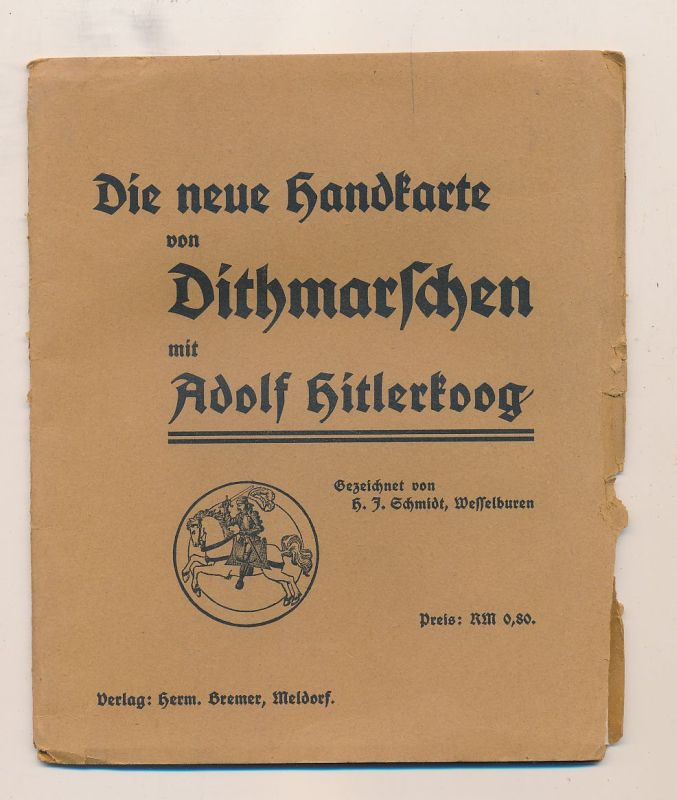 Die neue Handkarte
von
Dithmarschen
mit
Adolf Hitlerkoog
Gezeichnet von
H. J. Schmidt, Wesselburen
Preis: RM 0,80.
Verlag: Herm. Bremer, Meldorf.